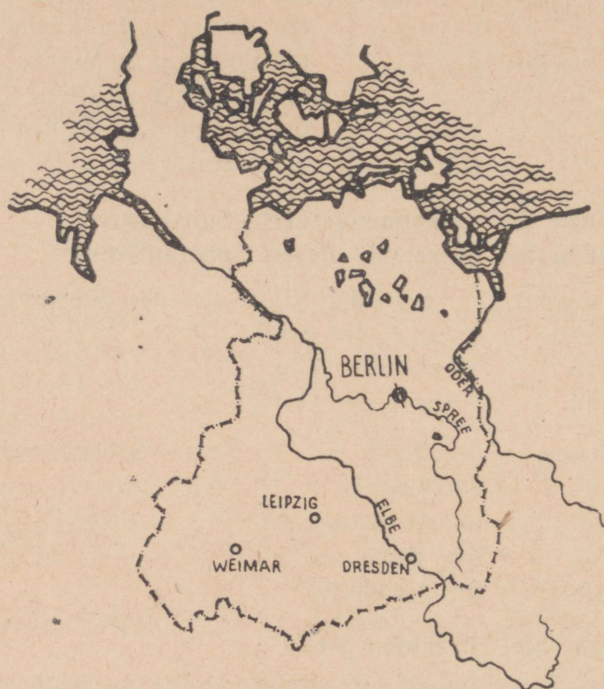 BERLIN
ODER
SPREE
LEIPZIG
ELBE
WEIMAR
DRESDEN